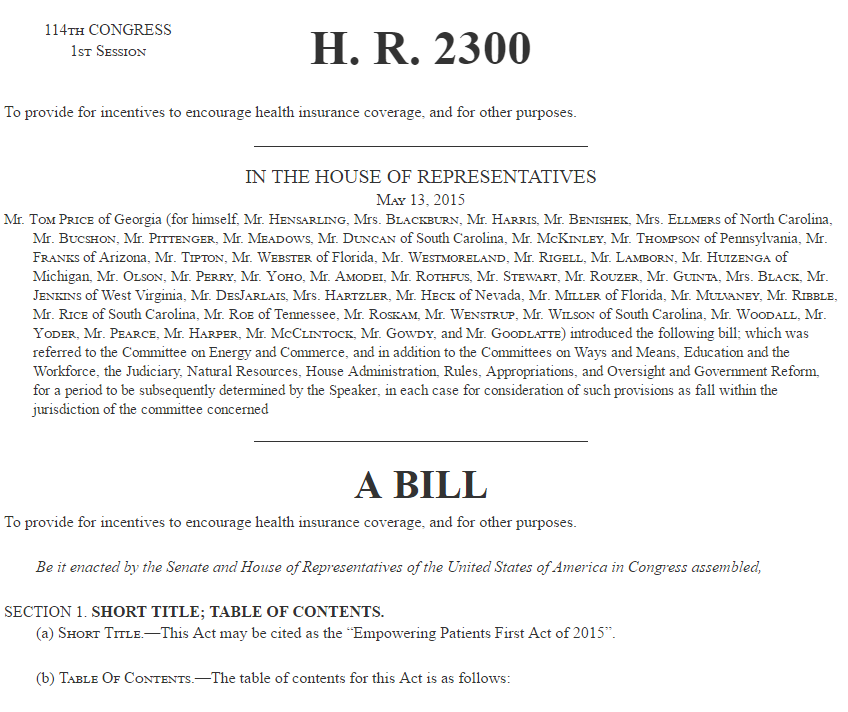 114TH CONGRESS
1ST SESSION
H. R. 2300
To provide for incentives to encourage health insurance coverage, and for other purposes.
IN THE HOUSE OF REPRESENTATIVES
MAY 13, 2015
Mr. TOM PRICE of Georgia (for himself, Mr. HENSARLING, Mrs. BLACKBURN, Mr. HARRIS, Mr. BENISHEK, Mrs. ELLMERS of North Carolina,
Mr. BUCSHON, Mr. PITTENGER, Mr. MEADOWS, Mr. DUNCAN of South Carolina, Mr. MCKINLEY, Mr. THOMPSON of Pennsylvania, Mr.
FRANKS of Arizona, Mr. TIPTON, Mr. WEBSTER of Florida, Mr. WESTMORELAND, Mr. RIGELL, Mr. LAMBORN, Mr. HUIZENGA of
Michigan, Mr. OLSON, Mr. PERRY, Mr. YOHO, Mr. AMODEI, Mr. ROTHFUS, Mr. STEWART, Mr. ROUZER, Mr. GUINTA, Mrs. BLACK, Mr.
JENKINS of West Virginia, Mr. DESJARLAIS, Mrs. HARTZLER, Mr. HECK of Nevada, Mr. MILLER of Florida, Mr. MULVANEY, Mr. RIBBLE,
Mr. RICE of South Carolina, Mr. ROE of Tennessee, Mr. ROSKAM, Mr. WENSTRUP, Mr. WILSON of South Carolina, Mr. WOODALL, Mr.
YODER, Mr. PEARCE, Mr. HARPER, Mr. MCCLINTOCK, Mr. GOWDY, and Mr. GOODLATTE) introduced the following bill; which was
referred to the Committee on Energy and Commerce, and in addition to the Committees on Ways and Means, Education and the
Workforce, the Judiciary, Natural Resources, House Administration, Rules, Appropriations, and Oversight and Government Reform,
for a period to be subsequently determined by the Speaker, in each case for consideration of such provisions as fall within the
jurisdiction of the committee concerned
A BILL
To provide for incentives to encourage health insurance coverage, and for other purposes.
Be it enacted by the Senate and House of Representatives of the United States of America in Congress assembled,
SECTION 1. SHORT TITLE; TABLE OF CONTENTS.
(a) SHORT TITLE.—This Act may be cited as the “Empowering Patients First Act of 2015”.
(b) TABLE OF CONTENTS.—The table of contents for this Act is as follows: